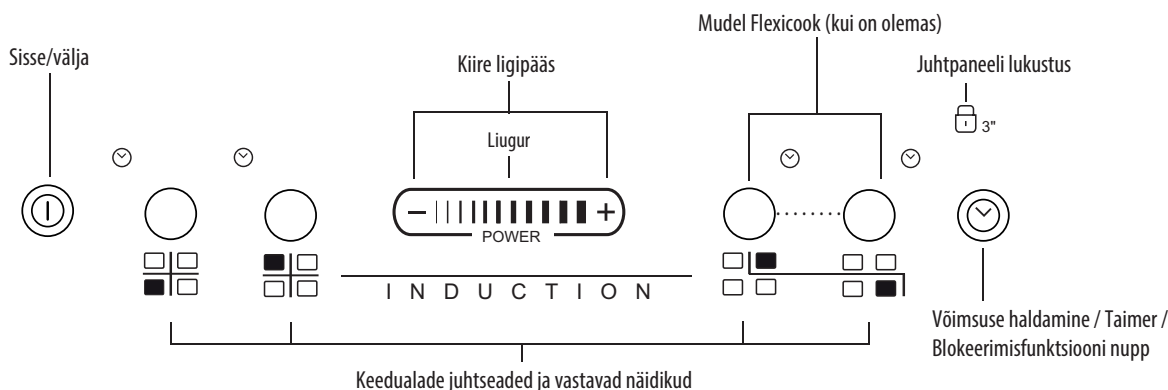 Mudel Flexicook (kui on olemas)
Sisse/välja
Kiire ligipääs
Juhtpaneeli lukustus
Liugur
3"
POWER
INDUCTION
Võimsuse haldamine / Taimer /
Blokeerimisfunktsiooni nupp
Keedualade juhtseaded ja vastavad näidikud